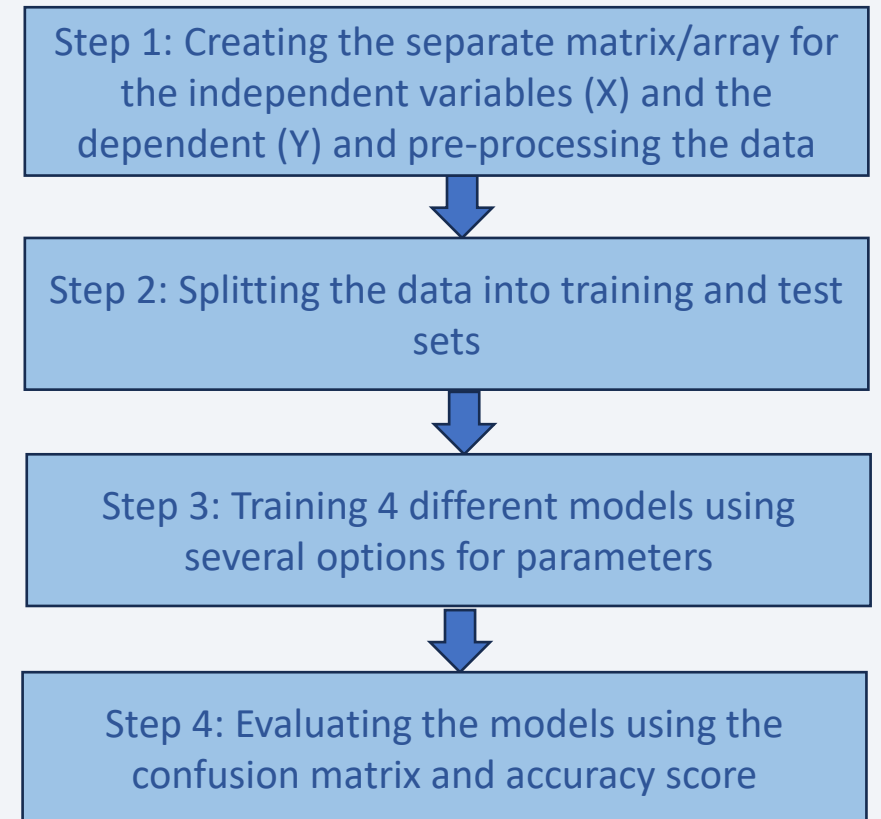 Step 1: Creating the separate matrix/array for
the independent variables (X) and the
dependent (Y) and pre-processing the data
Step 2: Splitting the data into training and test
sets
Step 3: Training 4 different models using
several options for parameters
Step 4: Evaluating the models using the
confusion matrix and accuracy score